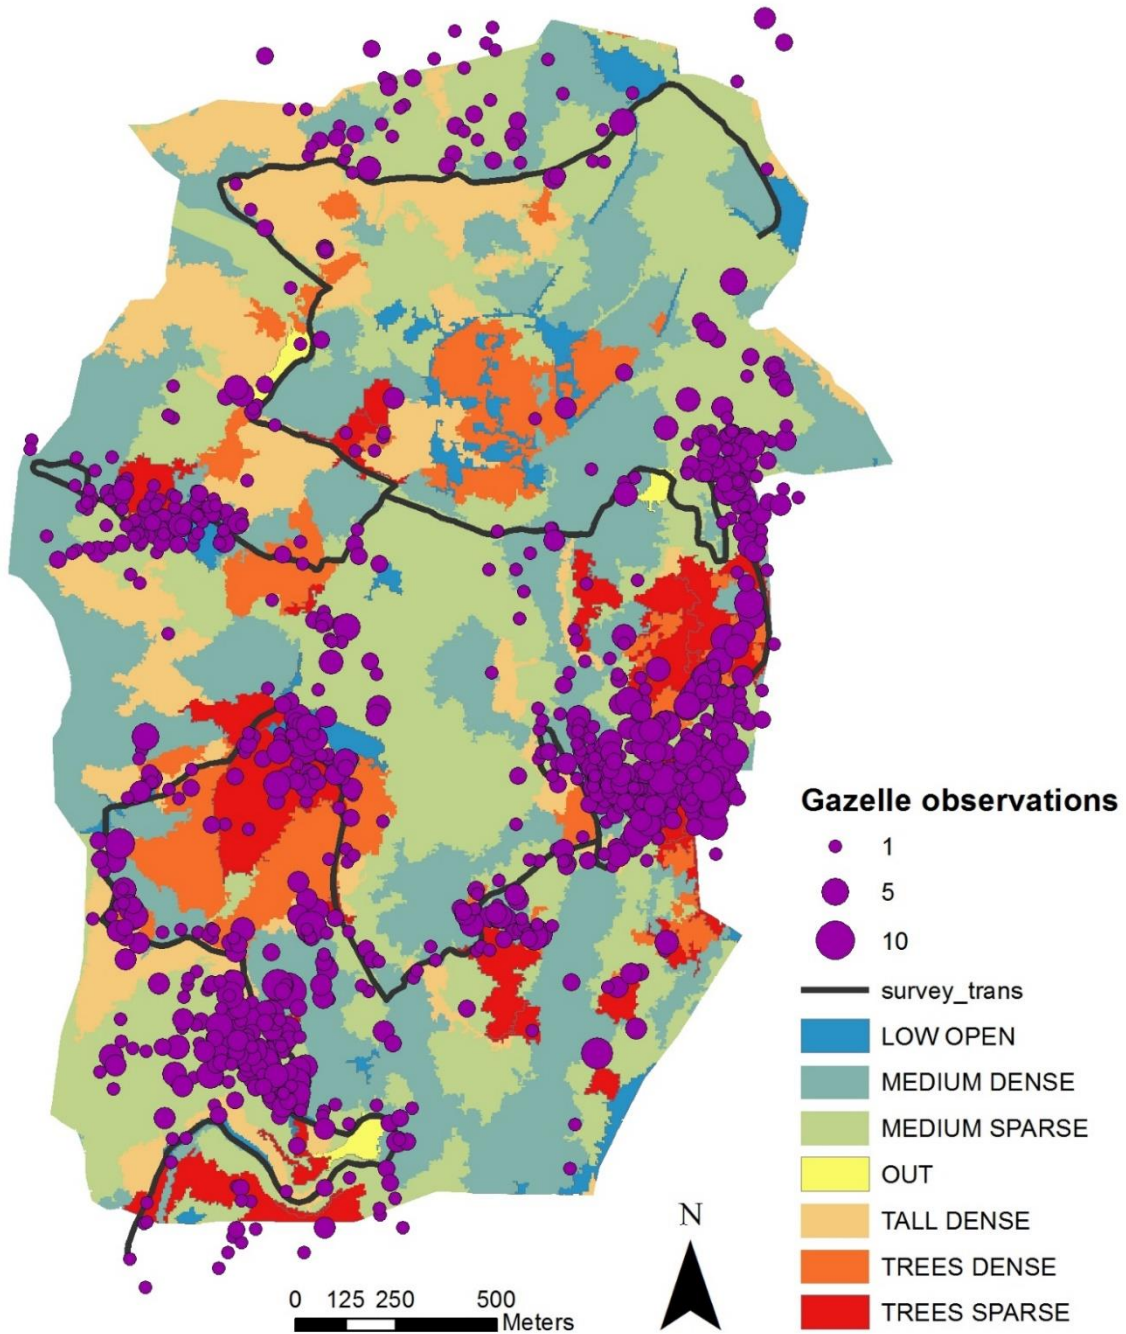 Gazelle observations
1
5
10
survey_trans
LOW OPEN
MEDIUM DENSE
MEDIUM SPARSE
OUT
TALL DENSE
TREES DENSE
TREES SPARSE
N
0 125 250 500
Meters